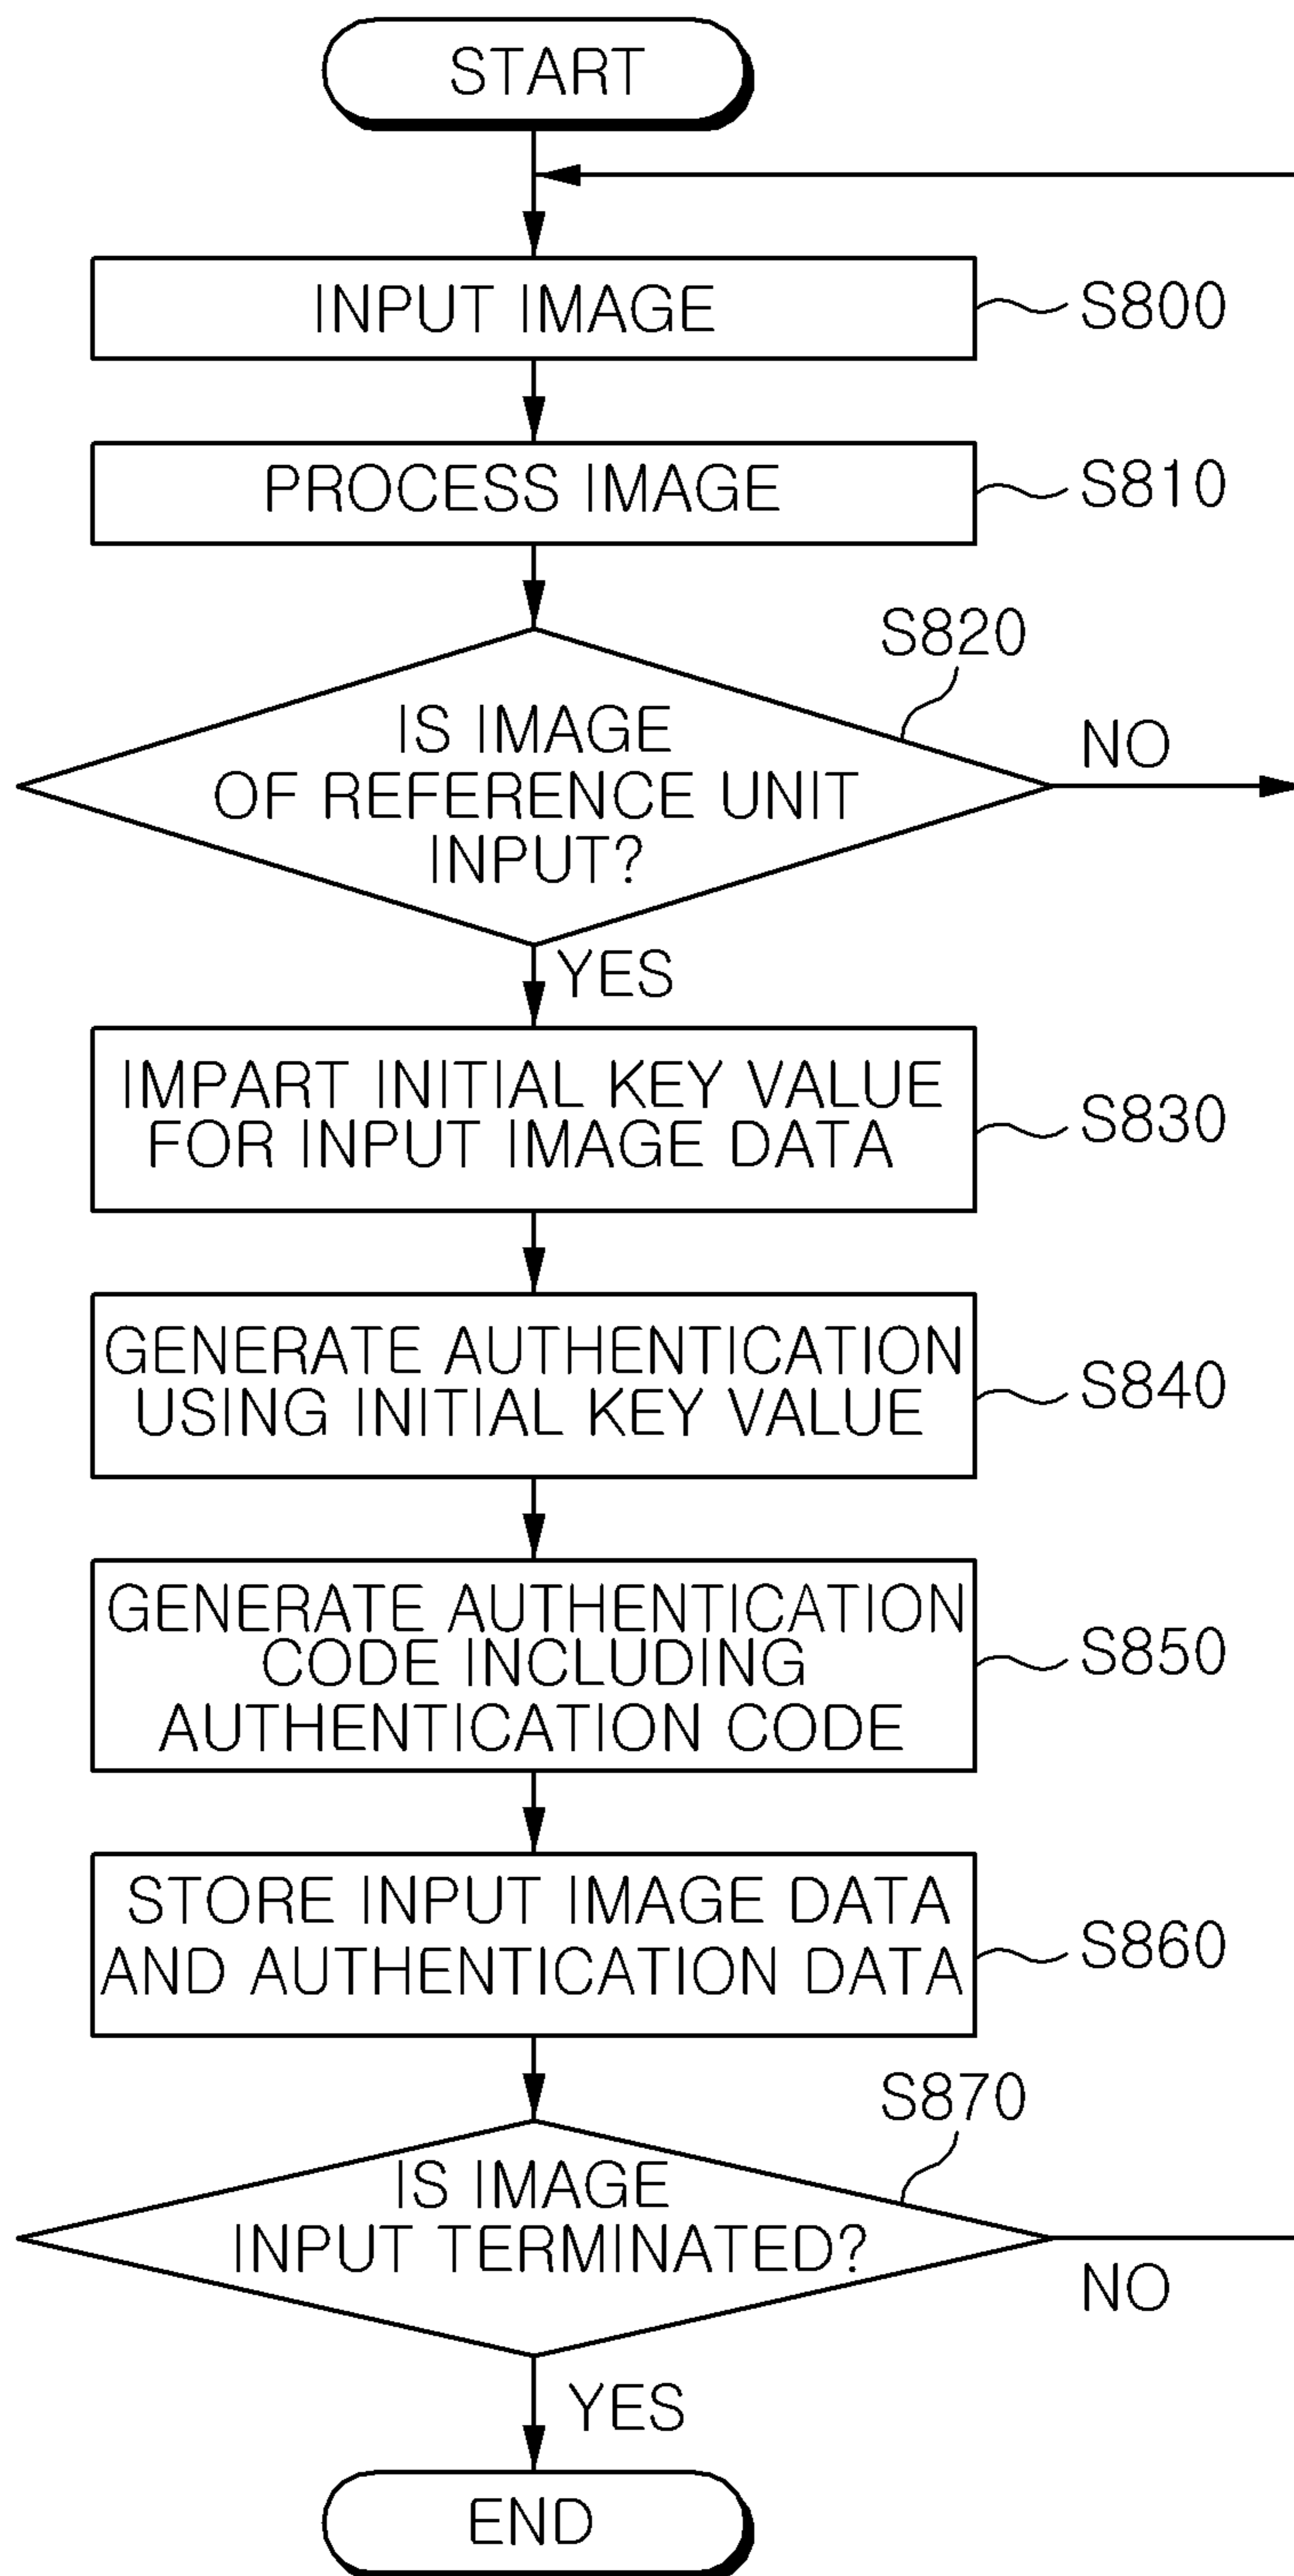 START
INPUT IMAGE
S800
PROCESS IMAGE
S810
S820
IS IMAGE
OF REFERENCE UNIT
INPUT?
NO
YES
IMPART INITIAL KEY VALUE
FOR INPUT IMAGE DATA
S830
GENERATE AUTHENTICATION
USING INITIAL KEY VALUE
S840
GENERATE AUTHENTICATION
CODE INCLUDING
AUTHENTICATION CODE
S850
STORE INPUT IMAGE DATA
AND AUTHENTICATION DATA
S860
S870
IS IMAGE
INPUT TERMINATED?
NO
YES
END